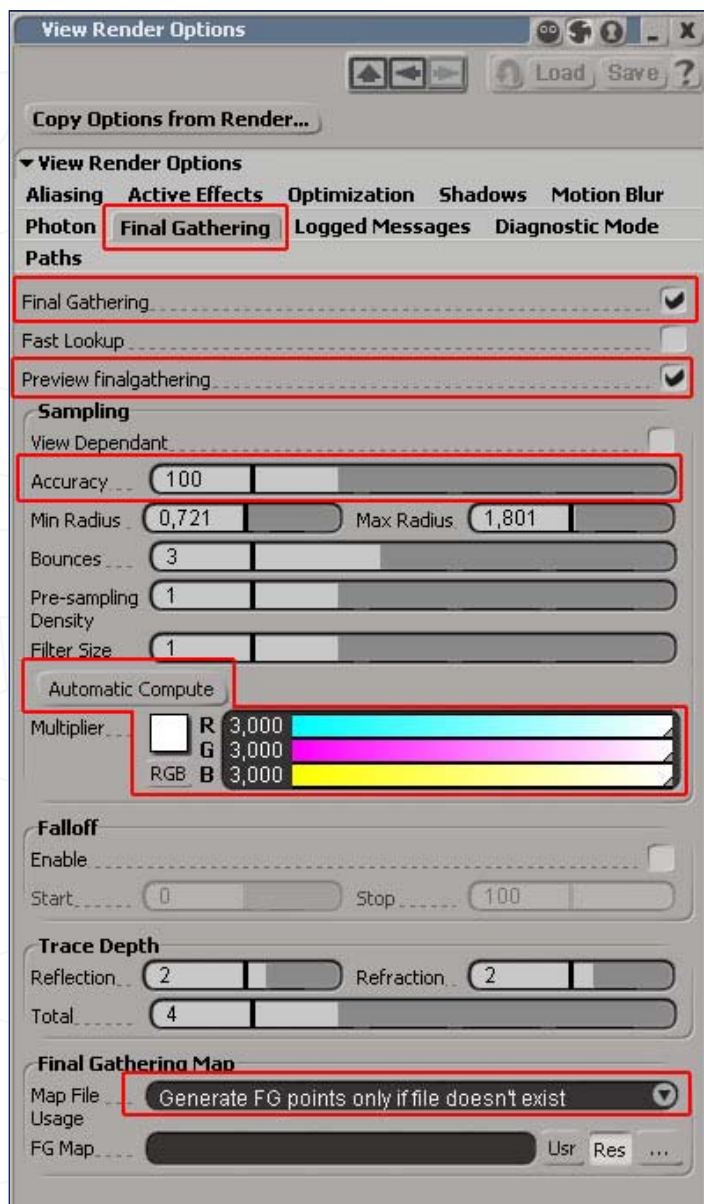 View Render Options
Load Save ?
Copy Options from Render...
View Render Options
Aliasing Active Effects Optimization Shadows Motion Blur
Photon Final Gathering Logged Messages Diagnostic Mode
Paths
Final Gathering
Fast Lookup
Preview finalgathering
Sampling
View Dependant
Accuracy 100
Min Radius 0,721 Max Radius 1,801
Bounces 3
Pre-sampling 1
Density
Filter Size 1
Automatic Compute
Multiplier R 3,000
G 3,000
RGB B 3,000
Falloff
Enable
Start 0 Stop 100
Trace Depth
Reflection 2 Refraction 2
Total 4
Final Gathering Map
Map File Generate FG points only if file doesn't exist
Usage
FG Map Usr Res ...